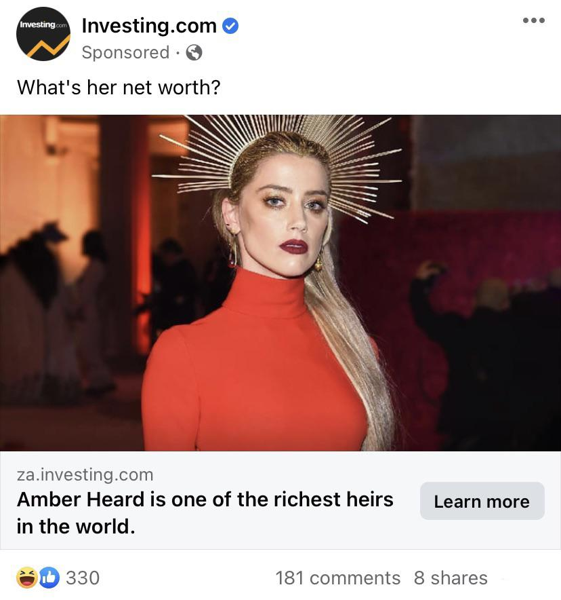 Investing.com
Investing.com
Sponsored ·
What's her net worth?
za.investing.com
Amber Heard is one of the richest heirs
in the world.
Learn more
330
181 comments 8 shares